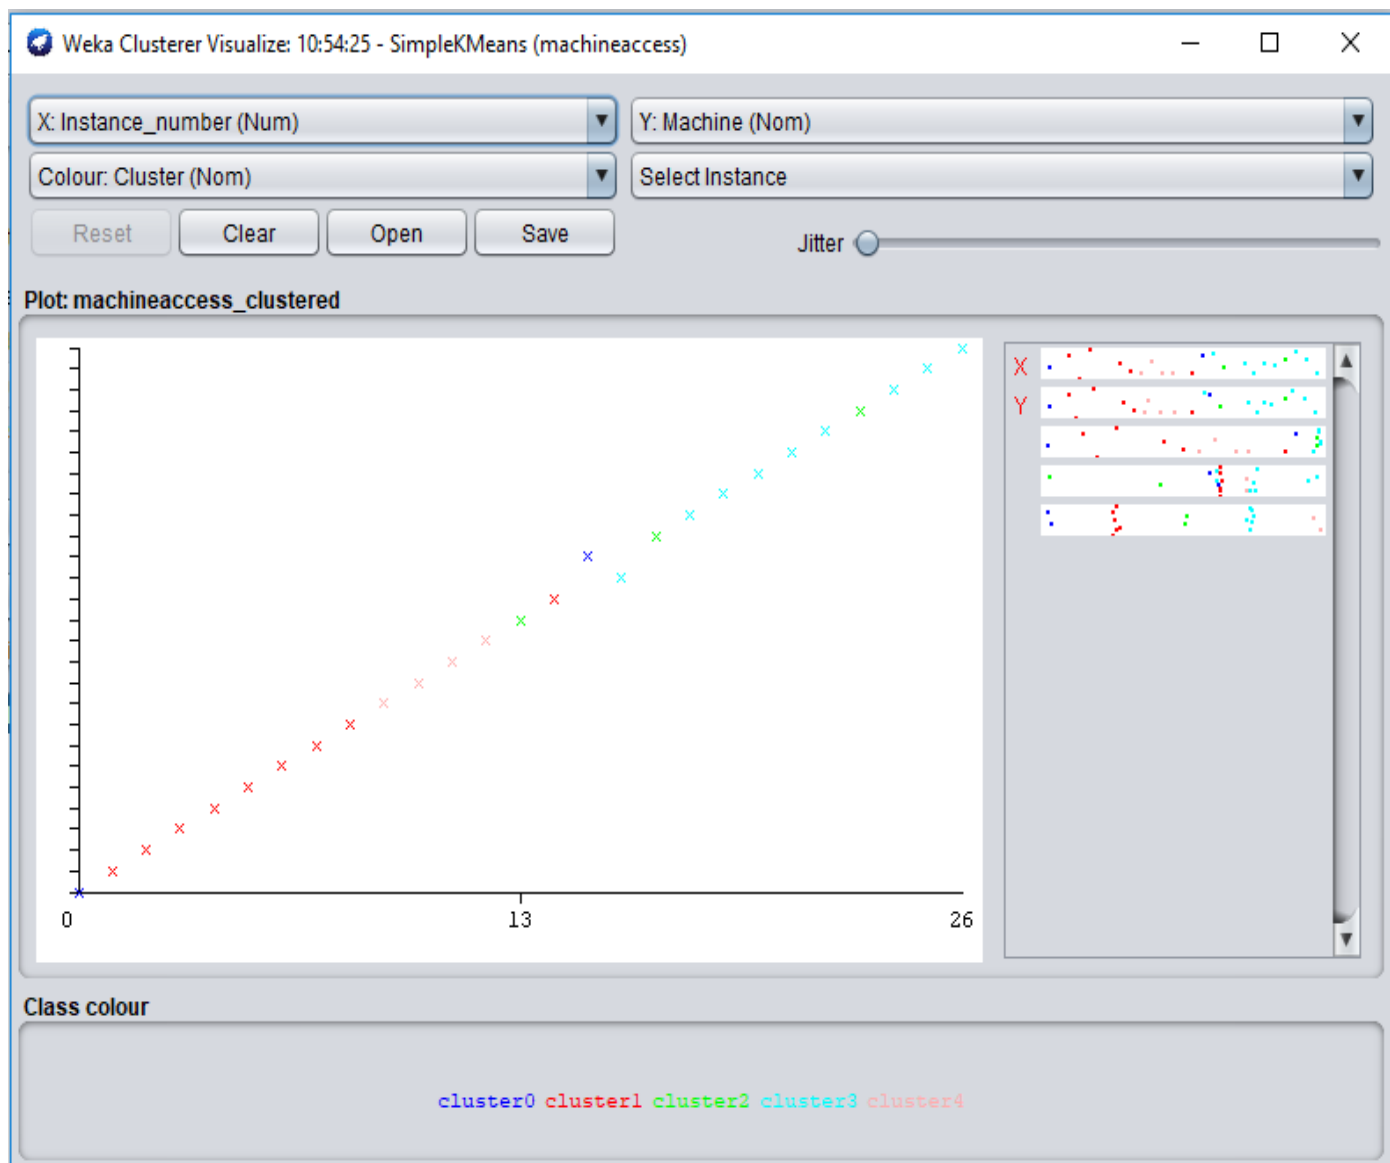 Weka Clusterer Visualize: 10:54:25 - SimpleKMeans (machineaccess)
X: Instance_number (Num) Y: Machine (Nom)
Colour: Cluster (Nom) Select Instance
Reset Clear Open Save Jitter
Plot: machineaccess_clustered
X
Y
0 13 26
Class colour
cluster0 cluster1 cluster2 cluster3 cluster4